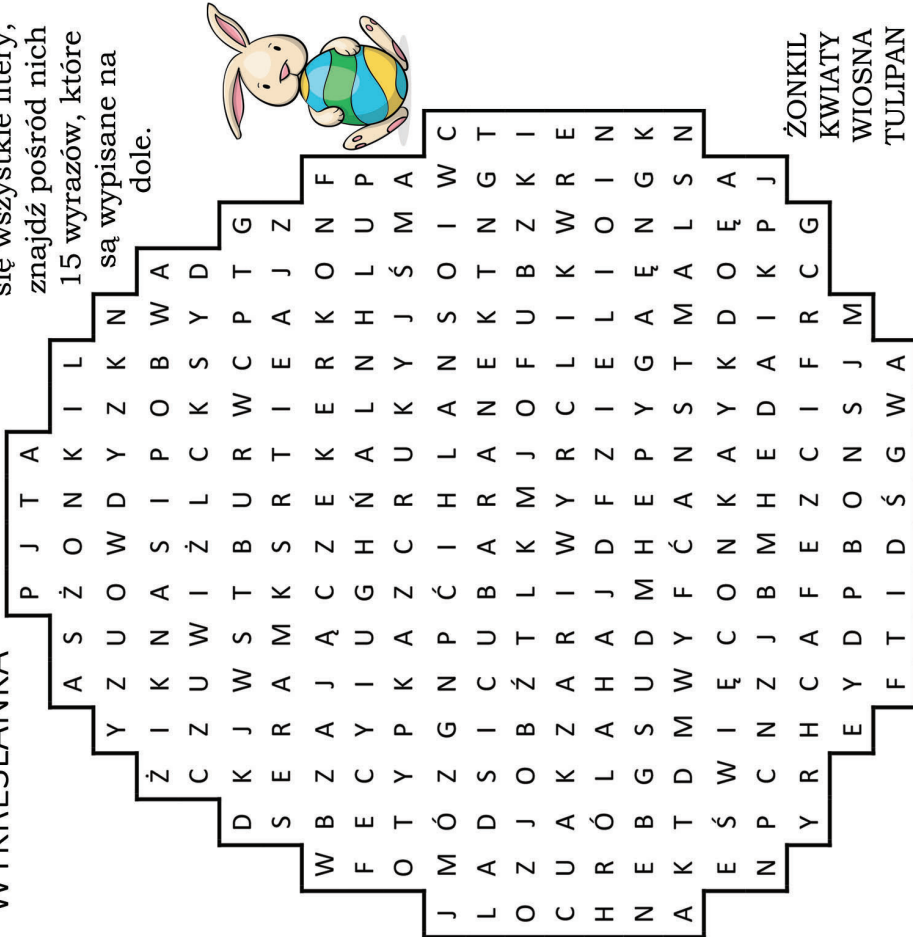 WYKREŚLANKA
się wszystkie litery,
znajdź pośród nich
15 wyrazów, które
są wypisane na
dole.
P J T A
A S Ż O N K I L
Y Z U O W D Y Z K N
Ż I K N A S I P O B W A
C Z U W I Ż L C K S Y D
D K J W S T B U R W C P T G
S E R A M K S R T I E A J Z
W B Z A J Ą C Z E K E R K O N F
F E C Y I U G H Ń A L N H L U P
O T Y P K A Z C R U K Y J Ś M A
J M Ó Z G N P Ć I H L A N S O I W C
L A D S I C U B A R A N E K T N G T
O Z J O B Ź T L K M J O F U B Z K I
C U A K Z A R I W Y R C L I K W R E
H R Ó L A H A J D F Z I E L I O I N
N E B G S U D M H E P Y G A Ę N G K
A K T D M W Y F Ć A N S T M A L S N
E Ś W I Ę C O N K A Y K D O Ę A
N P C N Z J B M H E D A I K P J
Y R H C A F E Z C I F R C G
E Y D P B O N S J M
F T I D Ś G W A
ŻONKIL
KWIATY
WIOSNA
TULIPAN